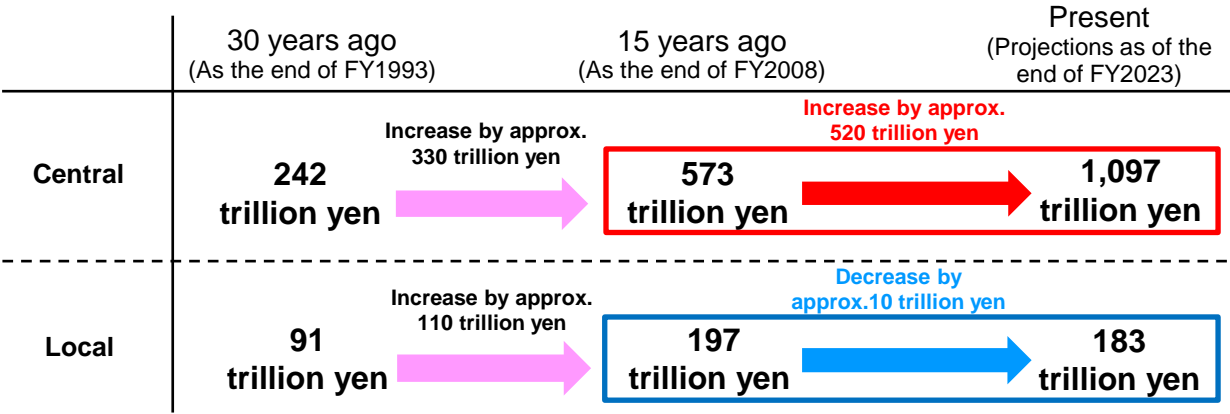 30 years ago
(As the end of FY1993)
15 years ago
(As the end of FY2008)
Present
(Projections as of the
end of FY2023)
Central
242
trillion yen
Increase by approx.
330 trillion yen
573
trillion yen
Increase by approx.
520 trillion yen
1,097
trillion yen
Local
91
trillion yen
Increase by approx.
110 trillion yen
197
trillion yen
Decrease by
approx.10 trillion yen
183
trillion yen